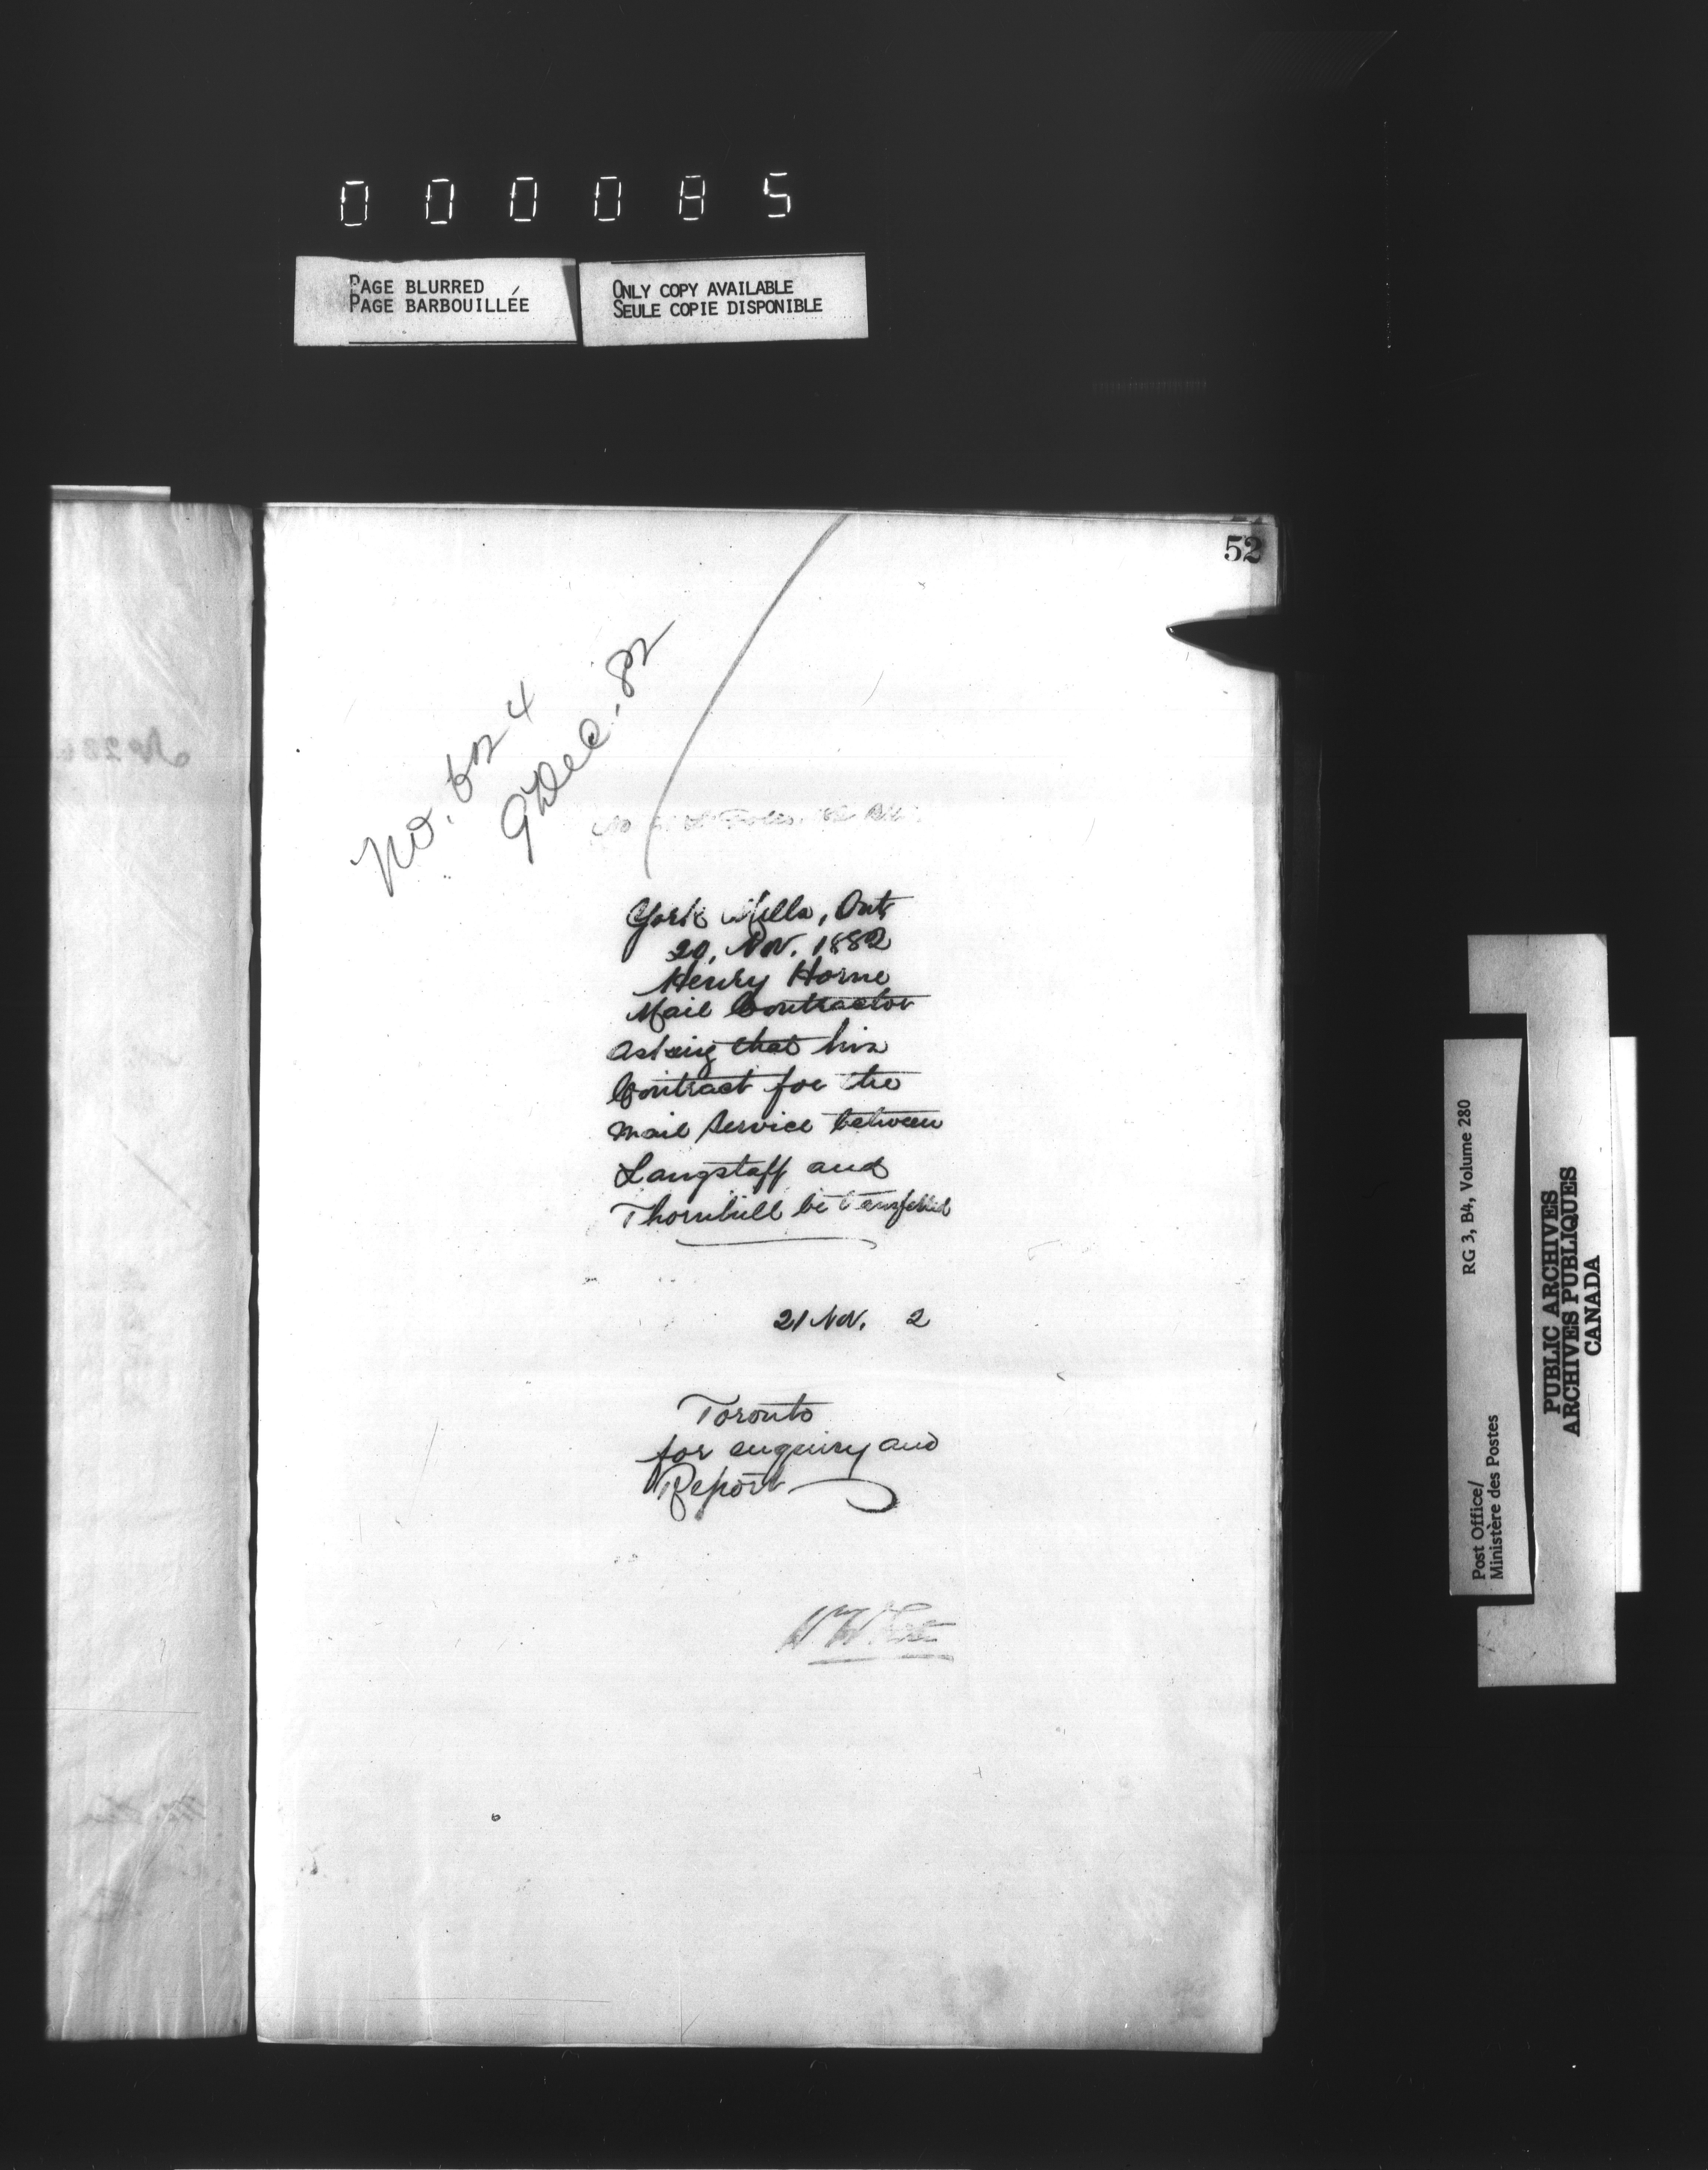 000085
PAGE BLURRED
PAGE BARBOUILLÉE
ONLY COPY AVAILABLE
SEULE COPIE DISPONIBLE
52
No. 624
9 Dec. 82
York Mills, Ont
20, Nov. 1882
Henry Horne
Mail Contractor
Asking that his
Contract for the
Mail Service between
Langstaff and
Thornhill be transferred
21 Nov. 2
Toronto
for enquiry and
Report
Post Office/
Ministère des Postes
RG 3, B4, Volume 280
PUBLIC ARCHIVES
ARCHIVES PUBLIQUES
CANADA